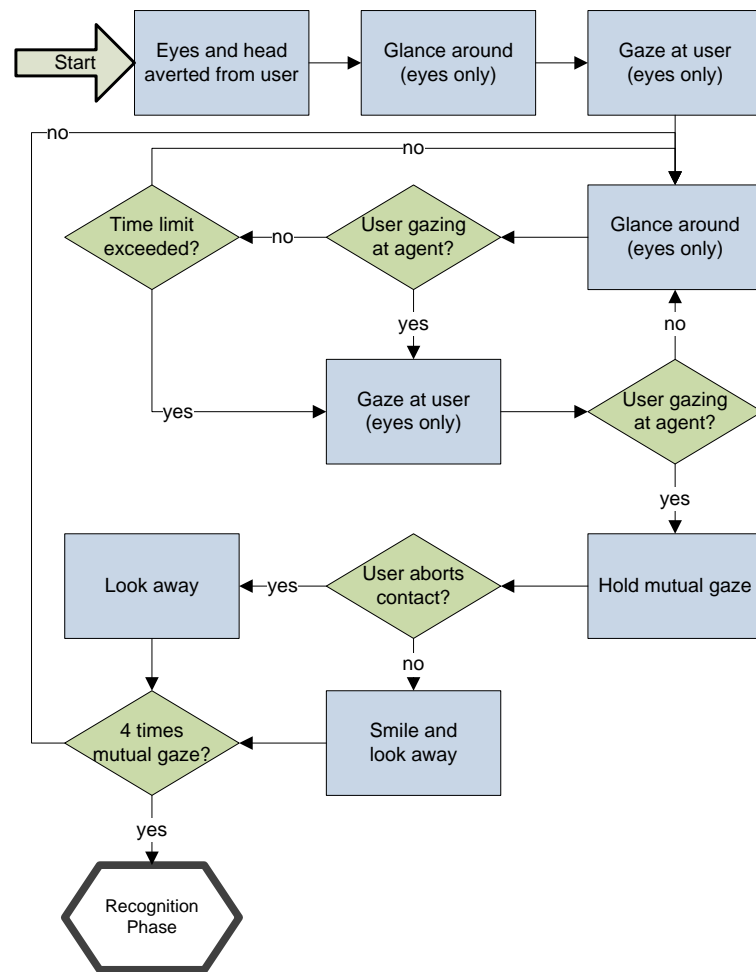 Start
Eyes and head
averted from user
Glance around
(eyes only)
Gaze at user
(eyes only)
no
no
Time limit
exceeded?
no
User gazing
at agent?
Glance around
(eyes only)
yes
no
yes
Gaze at user
(eyes only)
User gazing
at agent?
yes
Look away
yes
User aborts
contact?
Hold mutual gaze
no
4 times
mutual gaze?
Smile and
look away
yes
Recognition
Phase